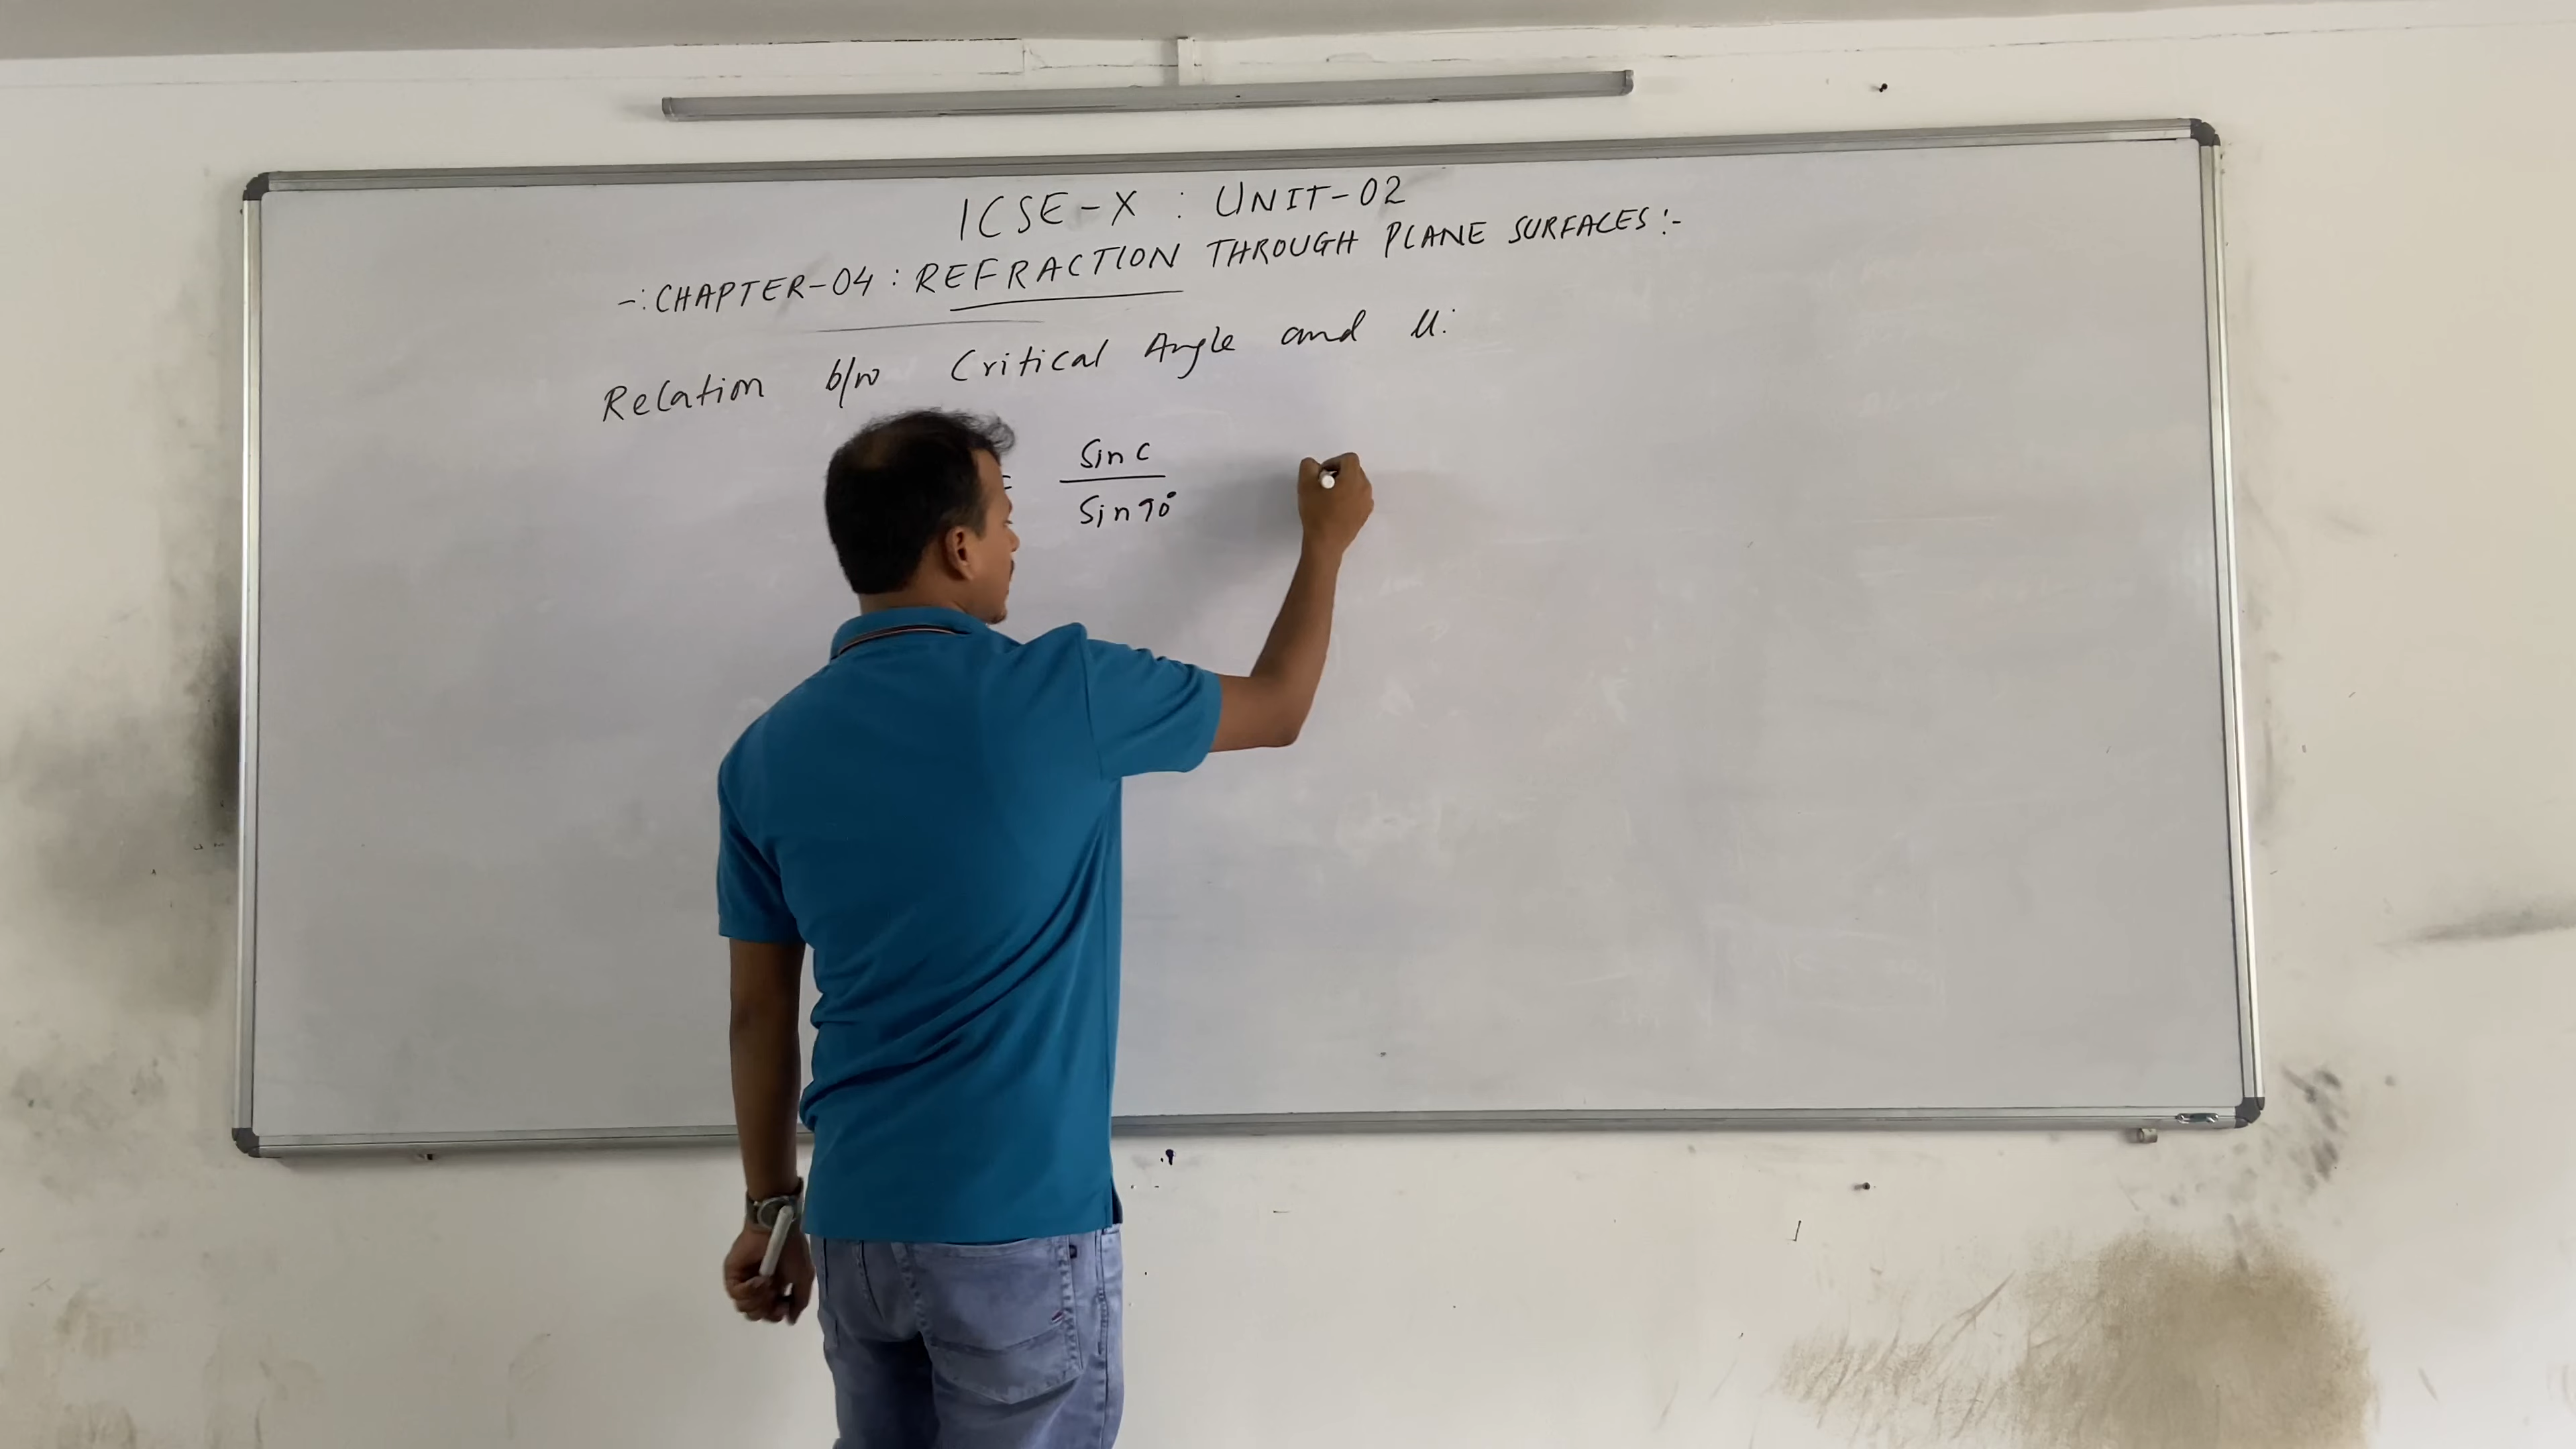 ICSE-X : UNIT-02
-:CHAPTER-04 : REFRACTION THROUGH PLANE SURFACES:-
Relation b/w Critical Angle and μ:
= Sin C
Sin 90°